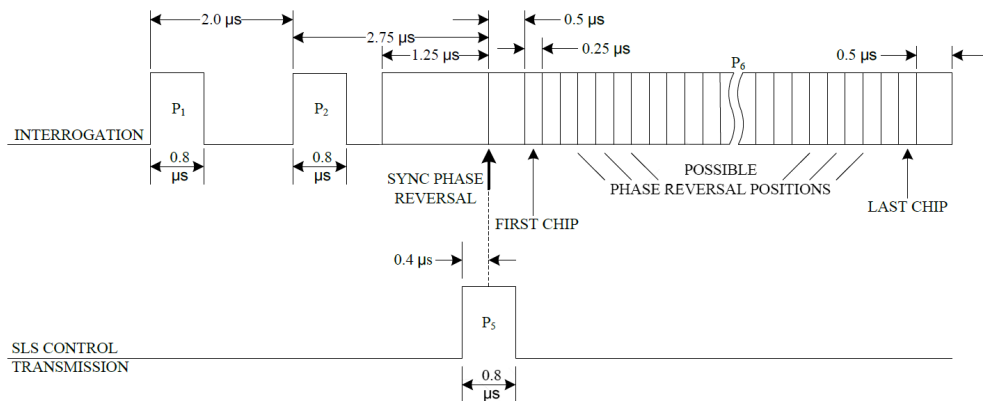 2.0 µs
0.5 µs
2.75 µs
0.25 µs
1.25 µs
0.5 µs
P6
P1
P2
INTERROGATION
0.8
µs
0.8
µs
SYNC PHASE
REVERSAL
POSSIBLE
PHASE REVERSAL POSITIONS
FIRST CHIP
LAST CHIP
0.4 µs
P5
SLS CONTROL
TRANSMISSION
0.8
µs